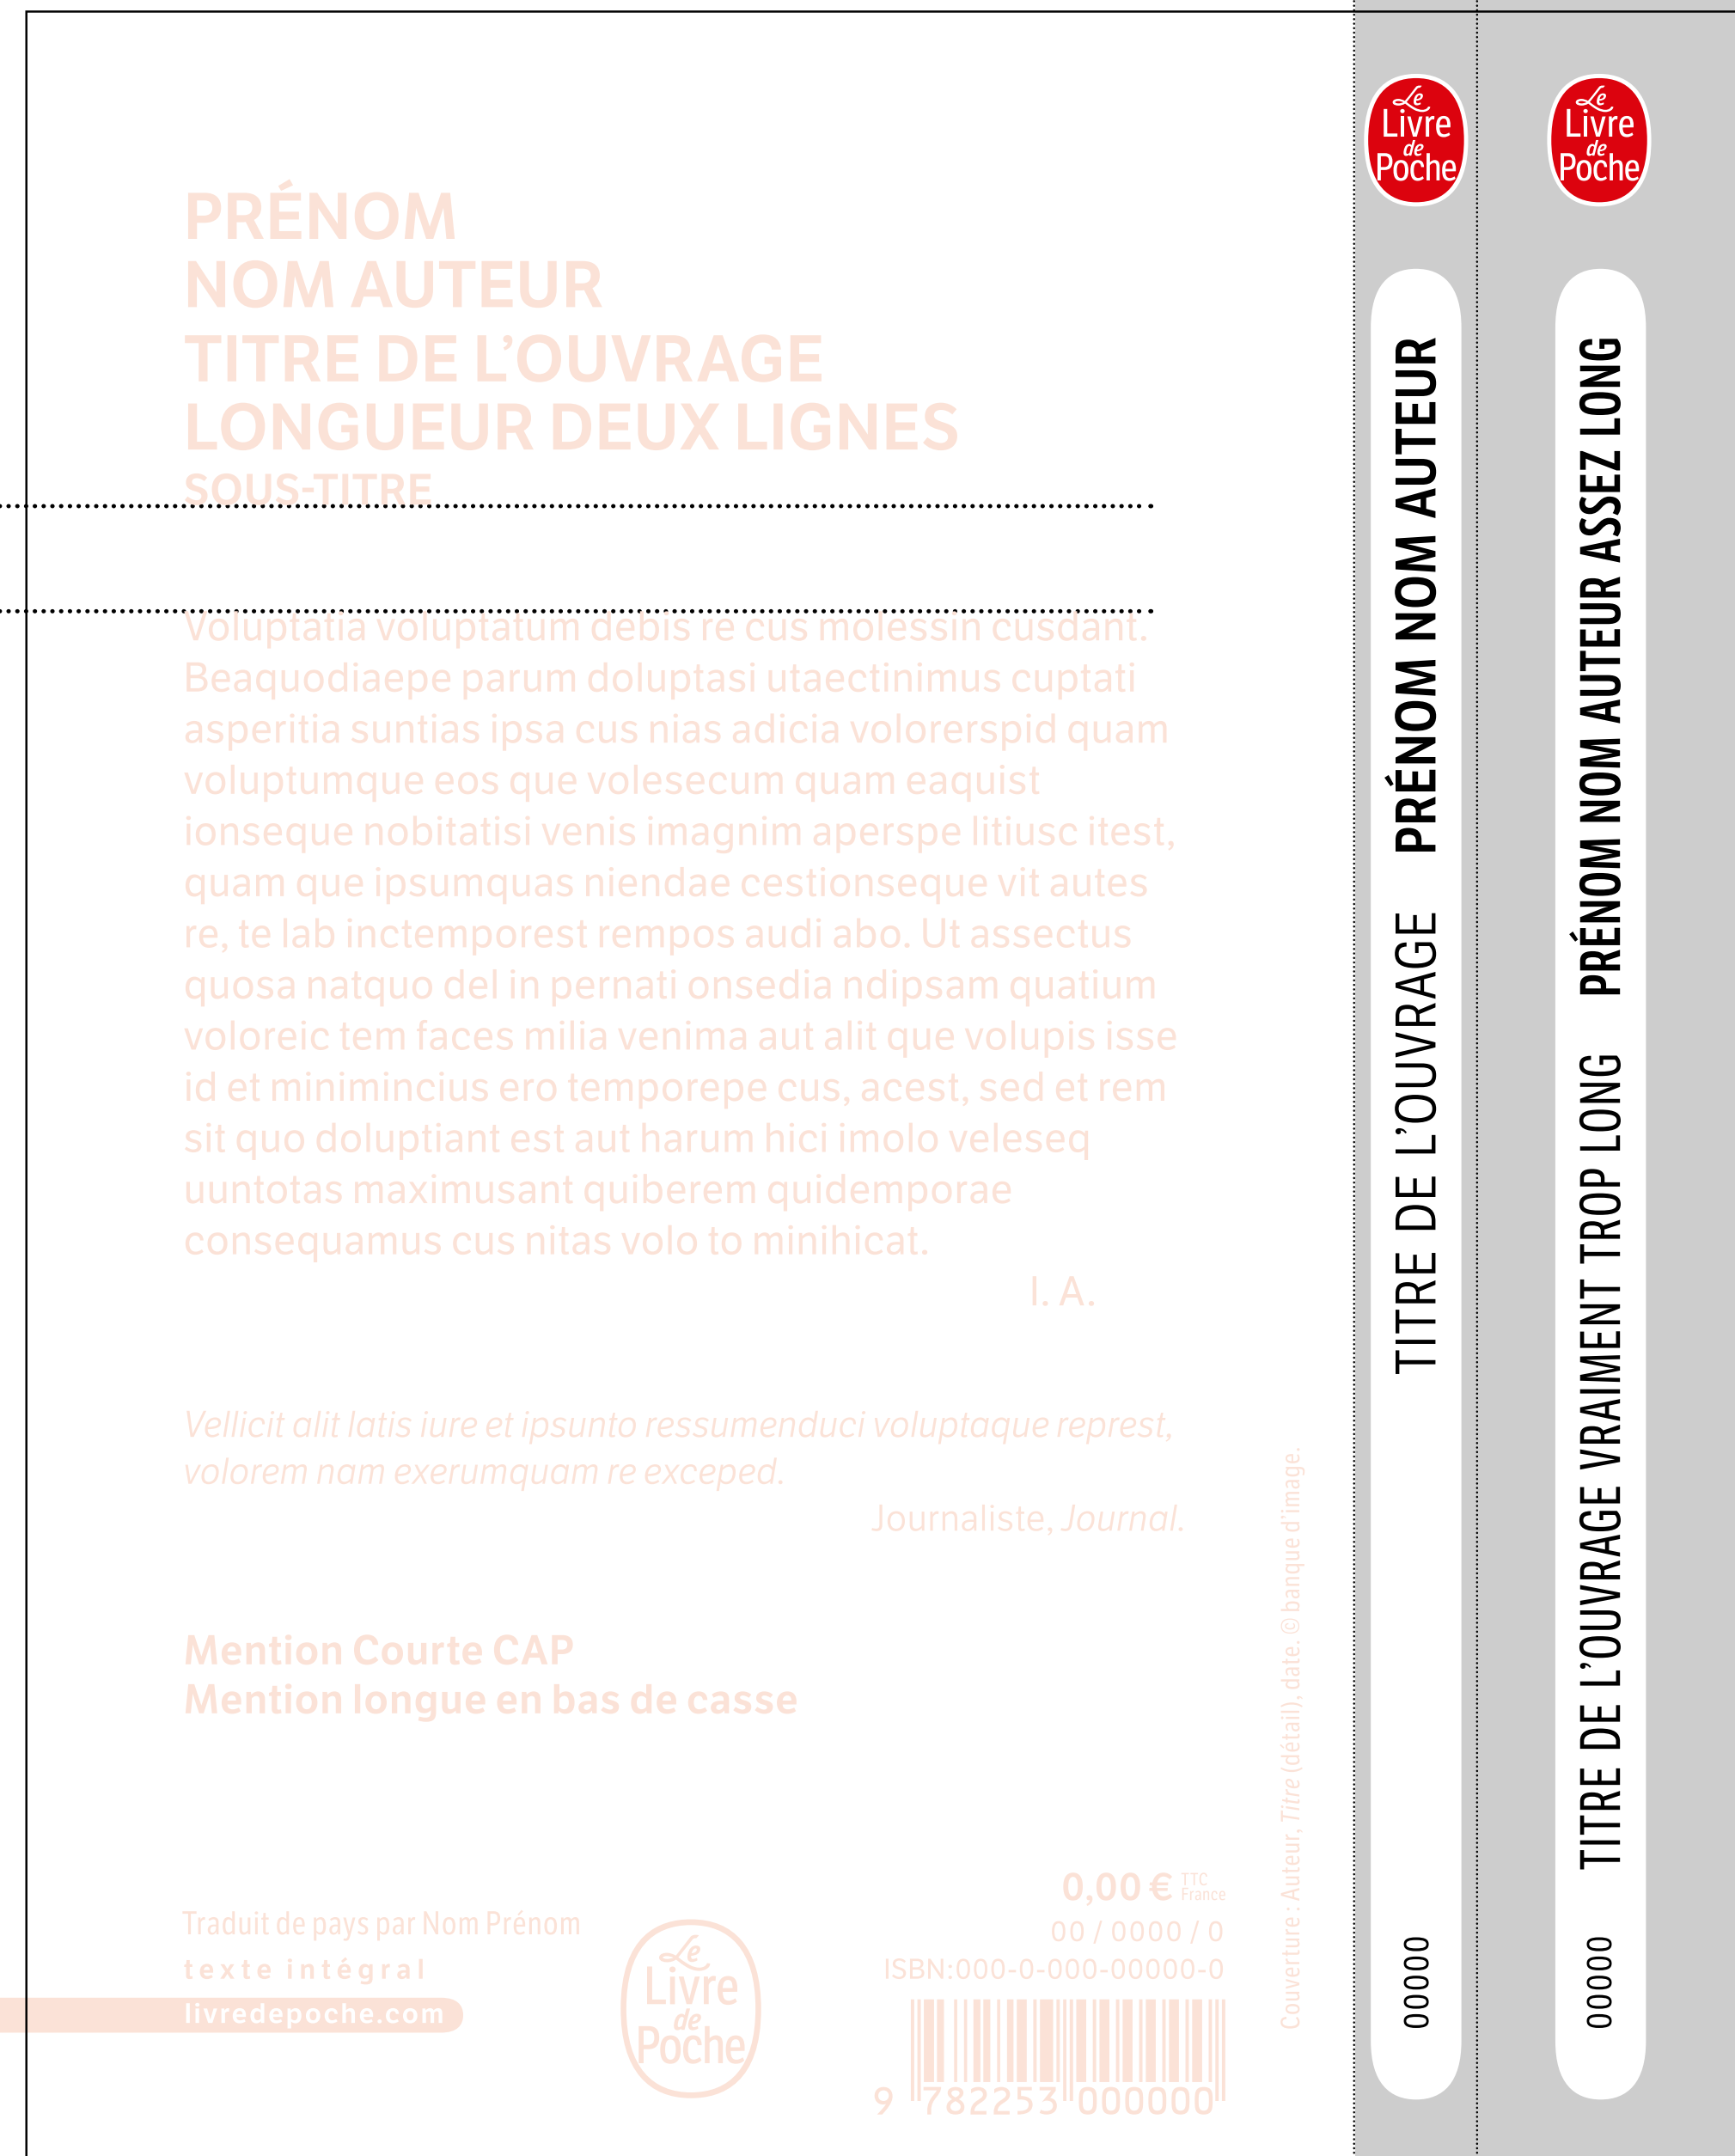 PRÉNOM
NOM AUTEUR
TITRE DE L’OUVRAGE
LONGUEUR DEUX LIGNES
SOUS-TITRE
Voluptatia voluptatum debis re cus molessin cusdant.
Beaquodiaepe parum doluptasi utaectinimus cuptati
asperitia suntias ipsa cus nias adicia volorerspid quam
voluptumque eos que volesecum quam eaquist
ionseque nobitatisi venis imagnim aperspe litiusc itest,
quam que ipsumquas niendae cestionseque vit autes
re, te lab inctemporest rempos audi abo. Ut assectus
quosa natquo del in pernati onsedia ndipsam quatium
voloreic tem faces milia venima aut alit que volupis isse
id et minimincius ero temporepe cus, acest, sed et rem
sit quo doluptiant est aut harum hici imolo veleseq
uuntotas maximusant quiberem quidemporae
consequamus cus nitas volo to minihicat.
I. A.
Vellicit alit latis iure et ipsunto ressumenduci voluptaque represt,
volorem nam exerumquam re exceped.
Journaliste, Journal.
Mention Courte CAP
Mention longue en bas de casse
Traduit de pays par Nom Prénom
texte intégral
livredepoche.com
Le
Livre
de
Poche
0,00 € TTC
France
00 / 0000 / 0
ISBN:000-0-000-00000-0
9 782253 000000
Couverture : Auteur, Titre (détail), date. © banque d’image.
Le
Livre
de
Poche
TITRE DE L’OUVRAGE PRÉNOM NOM AUTEUR
00000
Le
Livre
de
Poche
TITRE DE L’OUVRAGE VRAIMENT TROP LONG PRÉNOM NOM AUTEUR ASSEZ LONG
00000